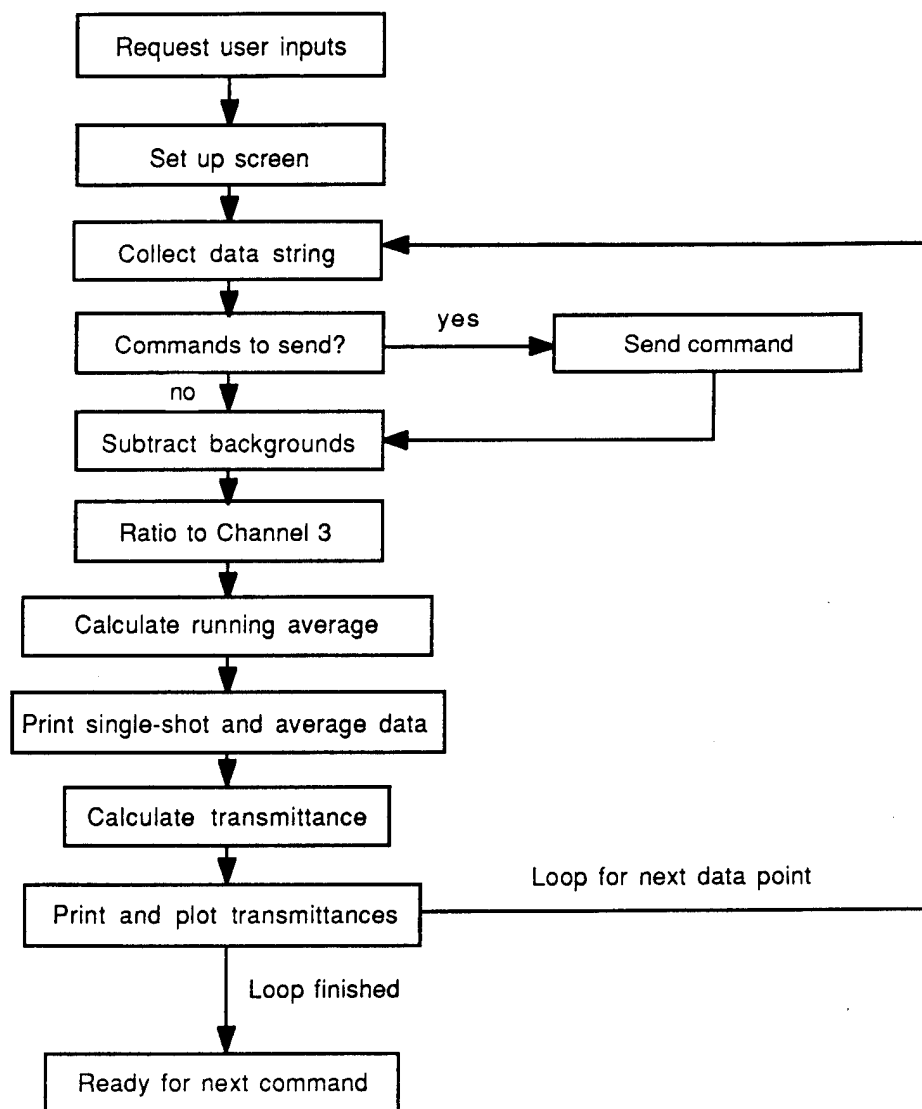 Request user inputs
Set up screen
Collect data string
Commands to send?
yes
Send command
no
Subtract backgrounds
Ratio to Channel 3
Calculate running average
Print single-shot and average data
Calculate transmittance
Print and plot transmittances
Loop for next data point
Loop finished
Ready for next command